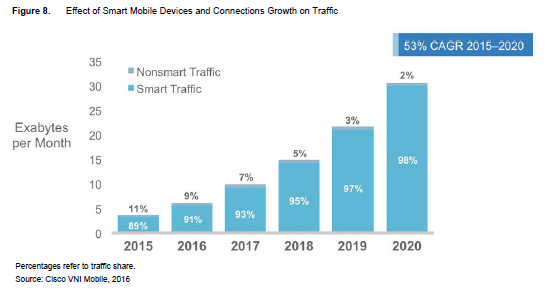 Figure 8. Effect of Smart Mobile Devices and Connections Growth on Traffic
53% CAGR 2015–2020
Nonsmart Traffic
Smart Traffic
Exabytes
per Month
35
30
25
20
15
10
5
0
11%
9%
7%
5%
3%
2%
89%
91%
93%
95%
97%
98%
2015 2016 2017 2018 2019 2020
Percentages refer to traffic share.
Source: Cisco VNI Mobile, 2016